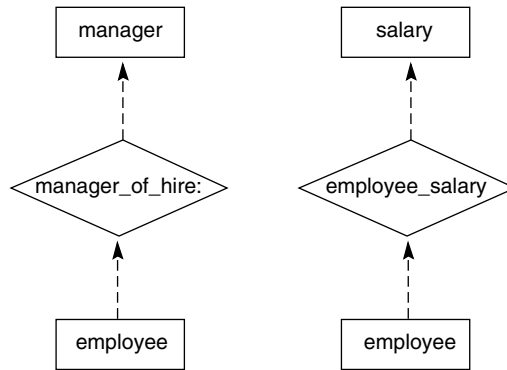 manager
salary
manager_of_hire:
employee_salary
employee
employee